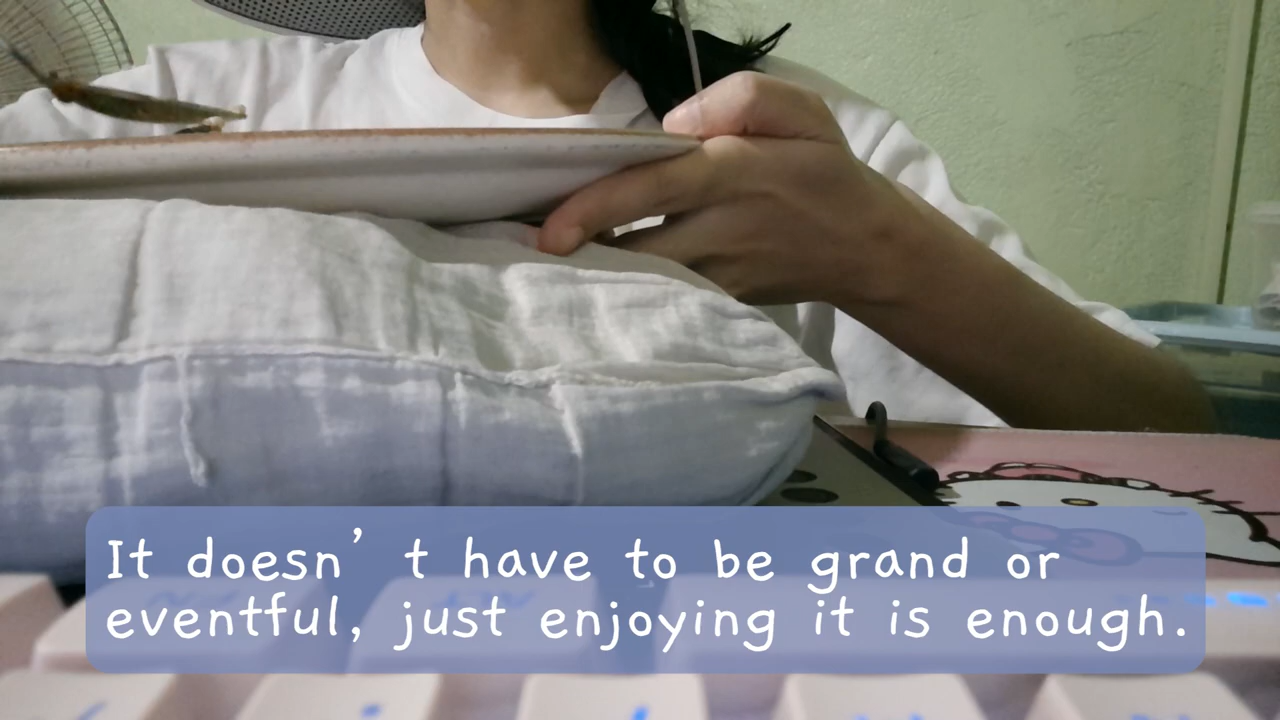 It doesn’t have to be grand or
eventful, just enjoying it is enough.